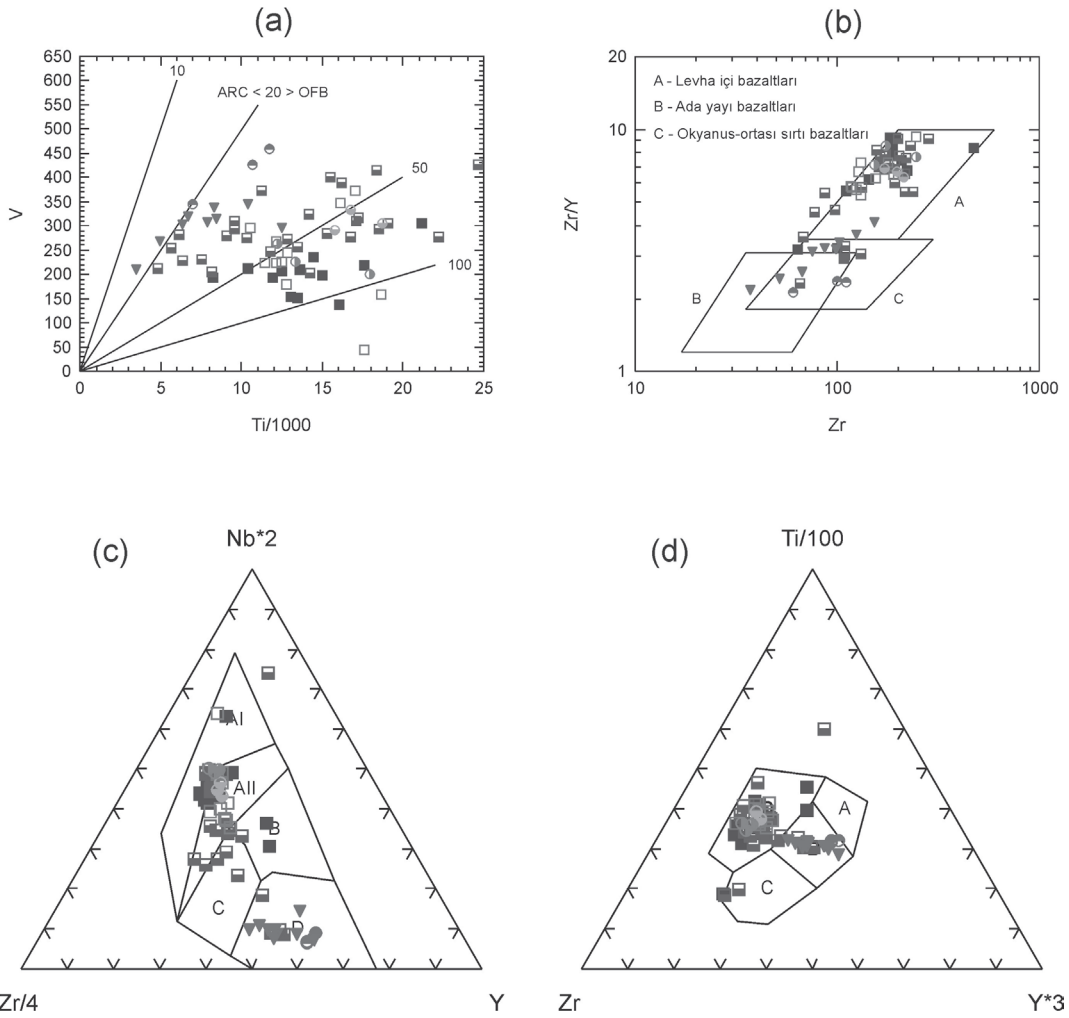 (a)
(b)
650
600
550
500
450
400
350
300
250
200
150
100
50
0
V
0
5
10
15
20
25
Ti/1000
10
ARC < 20 > OFB
50
100
20
10
1
Zr/Y
A - Levha içi bazaltları
B - Ada yayı bazaltları
C - Okyanus-ortası sırtı bazaltları
A
B
C
10
100
1000
Zr
(c)
Nb*2
AI
AII
B
C
D
Zr/4
Y
(d)
Ti/100
B
A
C
Zr
Y*3